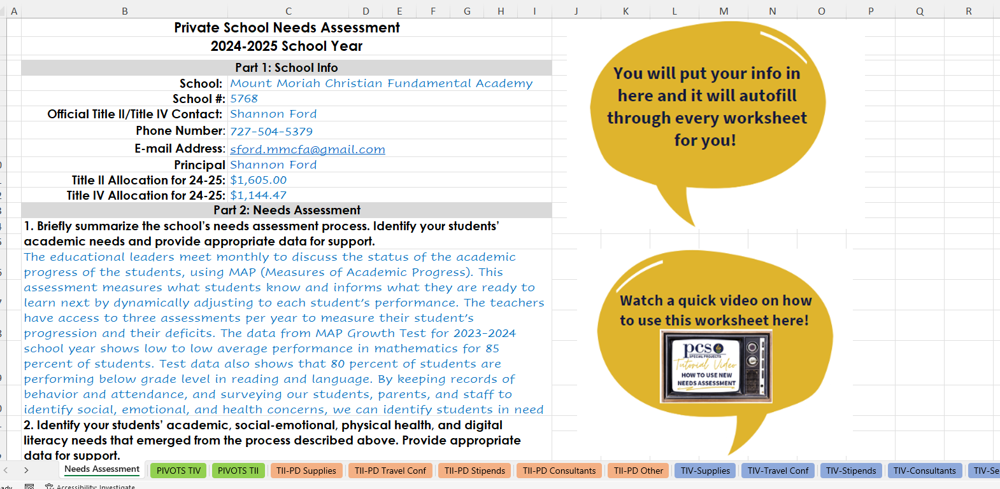 A B C D E F G H I J K L M N O P Q R
Private School Needs Assessment
2024-2025 School Year
Part 1: School Info
School: Mount Moriah Christian Fundamental Academy
School #: 5768
Official Title II/Title IV Contact: Shannon Ford
Phone Number: 727-504-5379
E-mail Address: sford.mmcfa@gmail.com
Principal Shannon Ford
Title II Allocation for 24-25: $1,605.00
Title IV Allocation for 24-25: $1,144.47
Part 2: Needs Assessment
1. Briefly summarize the school's needs assessment process. Identify your students'
academic needs and provide appropriate data for support.
The educational leaders meet monthly to discuss the status of the academic
progress of the students, using MAP (Measures of Academic Progress). This
assessment measures what students know and informs what they are ready to
learn next by dynamically adjusting to each student's performance. The teachers
have access to three assessments per year to measure their student's
progression and their deficits. The data from MAP Growth Test for 2023-2024
school year shows low to low average performance in mathematics for 85
percent of students. Test data also shows that 80 percent of students are
performing below grade level in reading and language. By keeping records of
behavior and attendance, and surveying our students, parents, and staff to
identify social, emotional, and health concerns, we can identify students in need
2. Identify your students' academic, social-emotional, physical health, and digital
literacy needs that emerged from the process described above. Provide appropriate
data for support.
You will put your info in
here and it will autofill
through every worksheet
for you!
Watch a quick video on how
to use this worksheet here!
pcs
SPECIAL PROJECTS
Tutorial Video
HOW TO USE NEW
NEEDS ASSESSMENT
Needs Assessment PIVOTS TIV PIVOTS TII TII-PD Supplies TII-PD Travel Conf TII-PD Stipends TII-PD Consultants TII-PD Other TIV-Supplies TIV-Travel Conf TIV-Stipends TIV-Consultants TIV-Se
Accessibility: Investigate